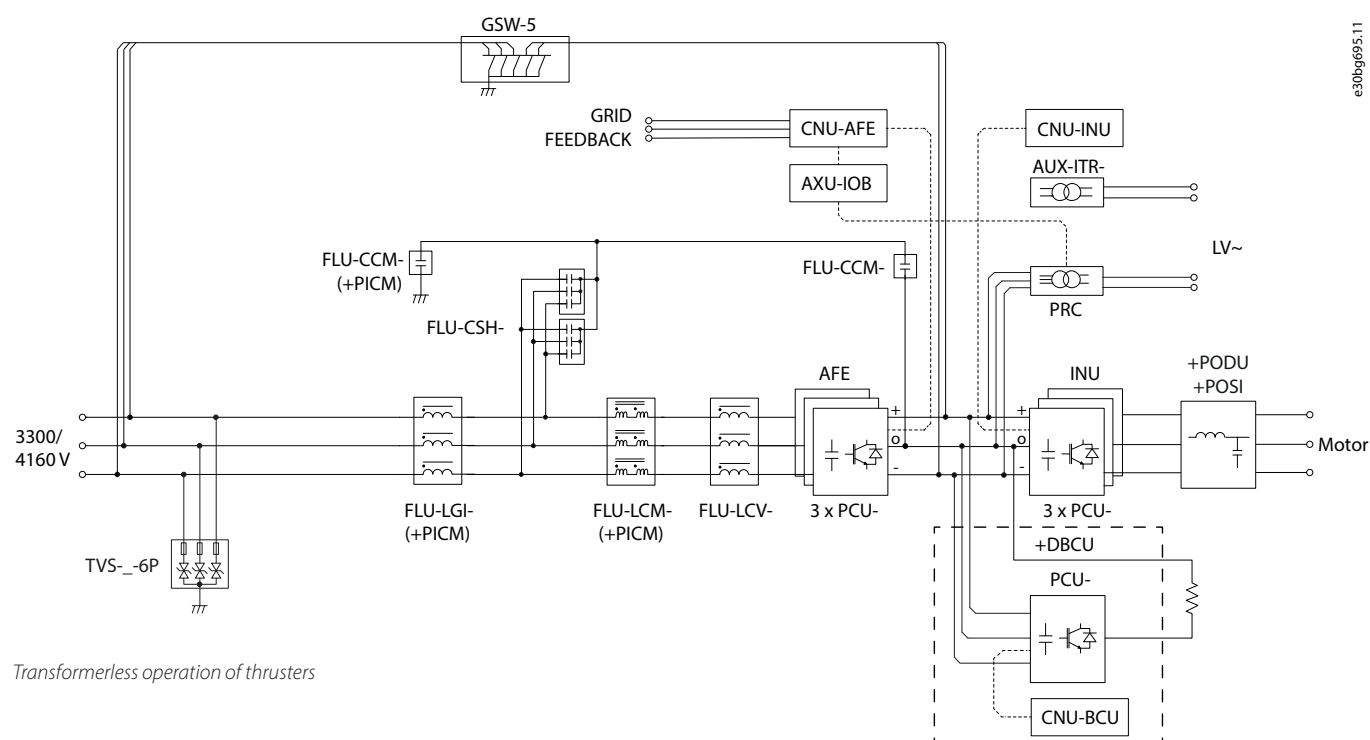 GSW-5
e30bg695.11
GRID
FEEDBACK
CNU-AFE
CNU-INU
AXU-IOB
AUX-ITR-
LV~
FLU-CCM-
(+PICM)
FLU-CCM-
PRC
FLU-CSH-
AFE
INU
+PODU
+POSI
+
o
-
+
o
-
3300/
4160 V
Motor
FLU-LGI-
(+PICM)
FLU-LCM-
(+PICM)
FLU-LCV-
3 x PCU-
3 x PCU-
+DBCU
TVS-_-6P
PCU-
Transformerless operation of thrusters
CNU-BCU